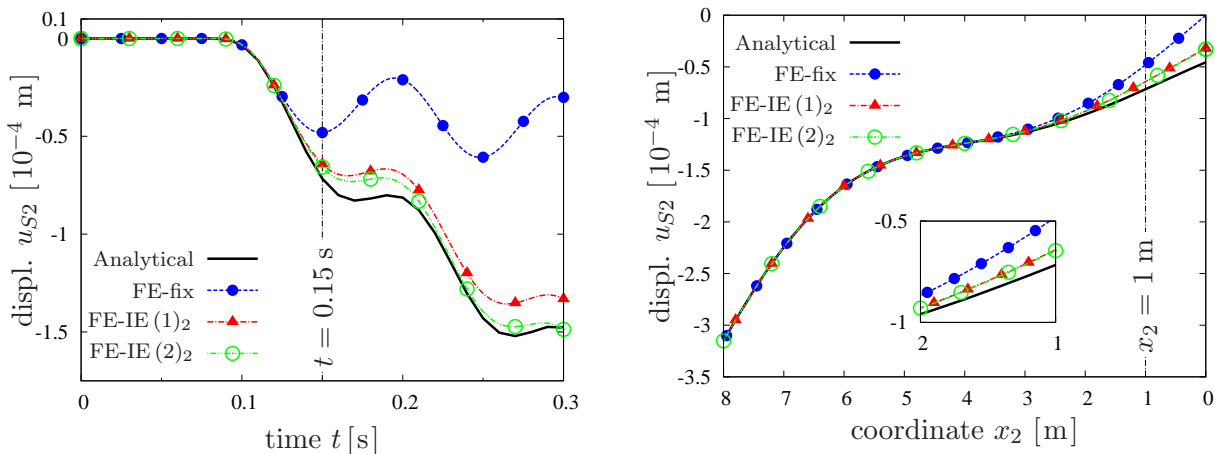 0.1
0
-0.5
-1
-1.5
0
0.1
0.2
0.3
displ. u_{S2} [10^{-4} m]
time t [s]
Analytical
FE-fix
FE-IE (1)_2
FE-IE (2)_2
t = 0.15 s
0
-0.5
-1
-1.5
-2
-2.5
-3
-3.5
8
7
6
5
4
3
2
1
0
displ. u_{S2} [10^{-4} m]
coordinate x_2 [m]
Analytical
FE-fix
FE-IE (1)_2
FE-IE (2)_2
-0.5
-1
2
1
x_2 = 1 m